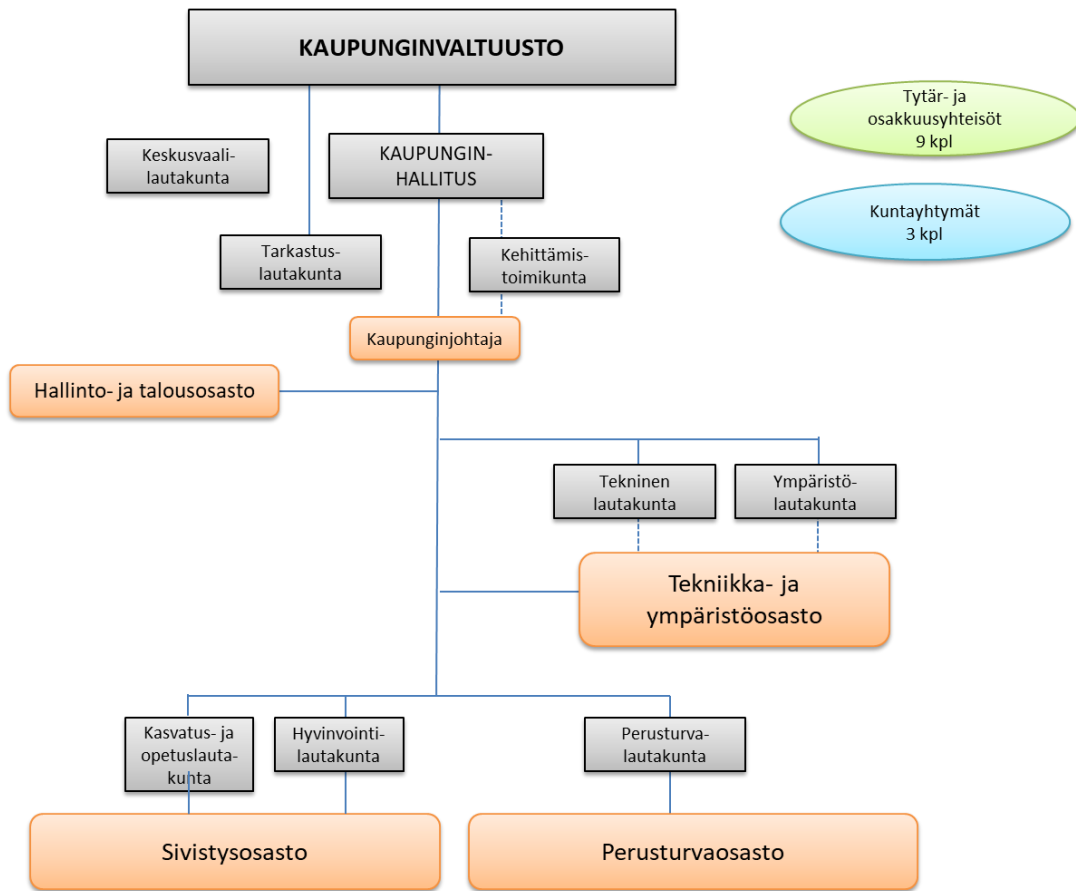 KAUPUNGINVALTUUSTO
Tytär- ja
osakkuusyhteisöt
9 kpl
Keskusvaali-
lautakunta
KAUPUNGIN-
HALLITUS
Kuntayhtymät
3 kpl
Tarkastus-
lautakunta
Kehittämis-
toimikunta
Kaupunginjohtaja
Hallinto- ja talousosasto
Tekninen
lautakunta
Ympäristö-
lautakunta
Tekniikka- ja
ympäristöosasto
Kasvatus- ja
opetuslauta-
kunta
Hyvinvointi-
lautakunta
Perusturva-
lautakunta
Sivistysosasto
Perusturvaosasto